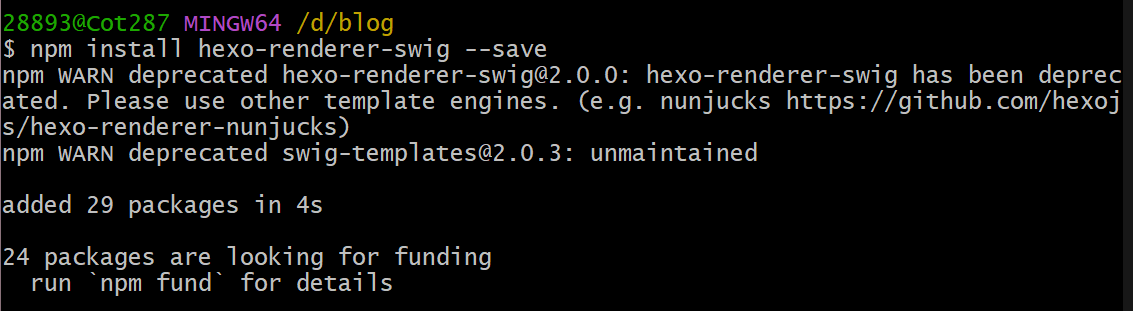 28893@Cot287 MINGW64 /d/blog
$ npm install hexo-renderer-swig --save
npm WARN deprecated hexo-renderer-swig@2.0.0: hexo-renderer-swig has been deprec
ated. Please use other template engines. (e.g. nunjucks https://github.com/hexoj
s/hexo-renderer-nunjucks)
npm WARN deprecated swig-templates@2.0.3: unmaintained
added 29 packages in 4s
24 packages are looking for funding
  run `npm fund` for details